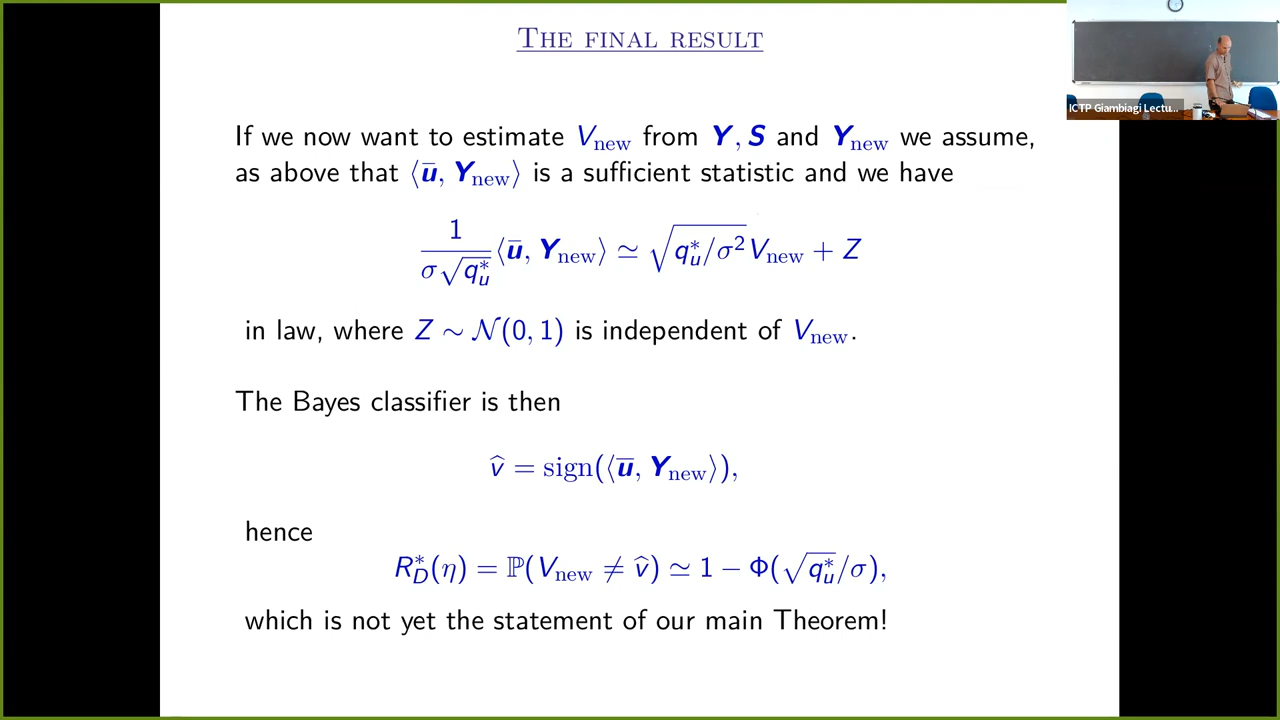 THE FINAL RESULT
ICTP Giambiagi Lectu...
If we now want to estimate V_new from Y, S and Y_new we assume,
as above that ⟨ū, Y_new⟩ is a sufficient statistic and we have
1/(σ√q_u^*) ⟨ū, Y_new⟩ ≃ √(q_u^*/σ²) V_new + Z
in law, where Z ∼ 𝒩(0, 1) is independent of V_new.
The Bayes classifier is then
v̂ = sign(⟨ū, Y_new⟩),
hence
R_D^*(η) = ℙ(V_new ≠ v̂) ≃ 1 − Φ(√q_u^*/σ),
which is not yet the statement of our main Theorem!